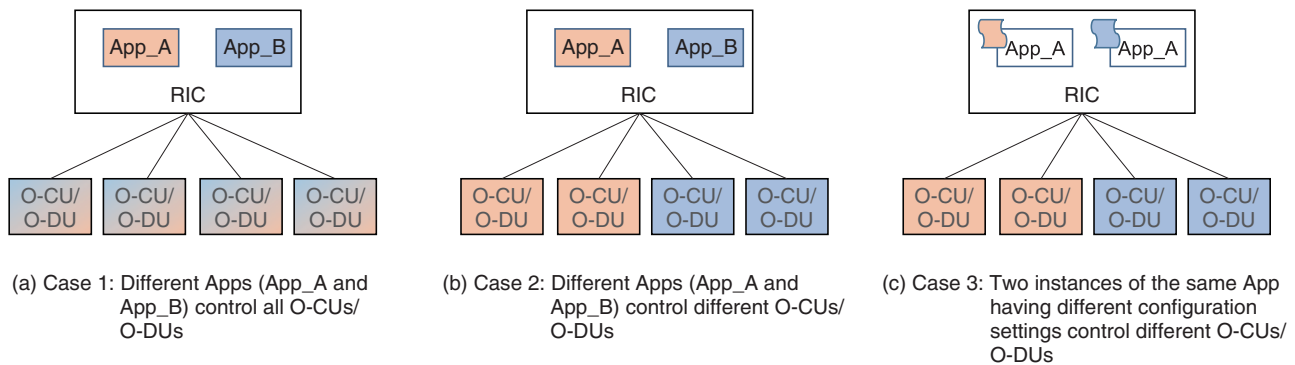 App_A
App_B
RIC
O-CU/
O-DU
O-CU/
O-DU
O-CU/
O-DU
O-CU/
O-DU
(a) Case 1: Different Apps (App_A and
App_B) control all O-CUs/
O-DUs
App_A
App_B
RIC
O-CU/
O-DU
O-CU/
O-DU
O-CU/
O-DU
O-CU/
O-DU
(b) Case 2: Different Apps (App_A and
App_B) control different O-CUs/
O-DUs
App_A
App_A
RIC
O-CU/
O-DU
O-CU/
O-DU
O-CU/
O-DU
O-CU/
O-DU
(c) Case 3: Two instances of the same App
having different configuration
settings control different O-CUs/
O-DUs